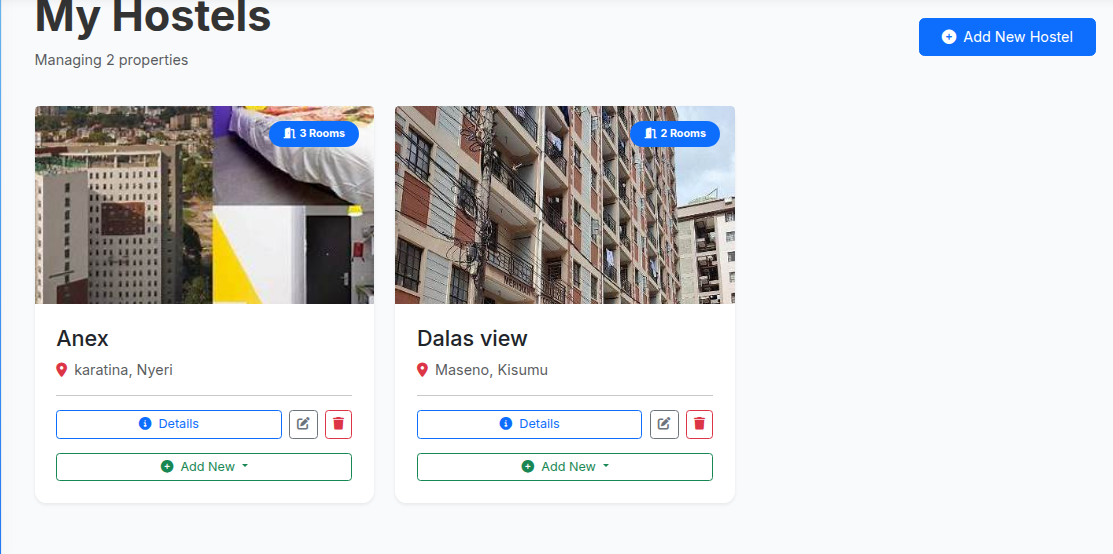 My Hostels
Add New Hostel
Managing 2 properties
3 Rooms
2 Rooms
Anex
Dalas view
karatina, Nyeri
Maseno, Kisumu
Details
Details
Add New
Add New